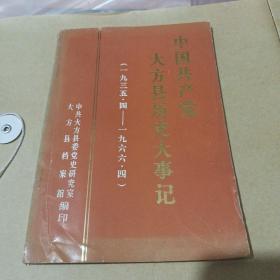 中国共产党
大方县历史大事记
（一九三五·四——一九六六·四）
中共大方县委党史研究室
大方县档案馆
编印